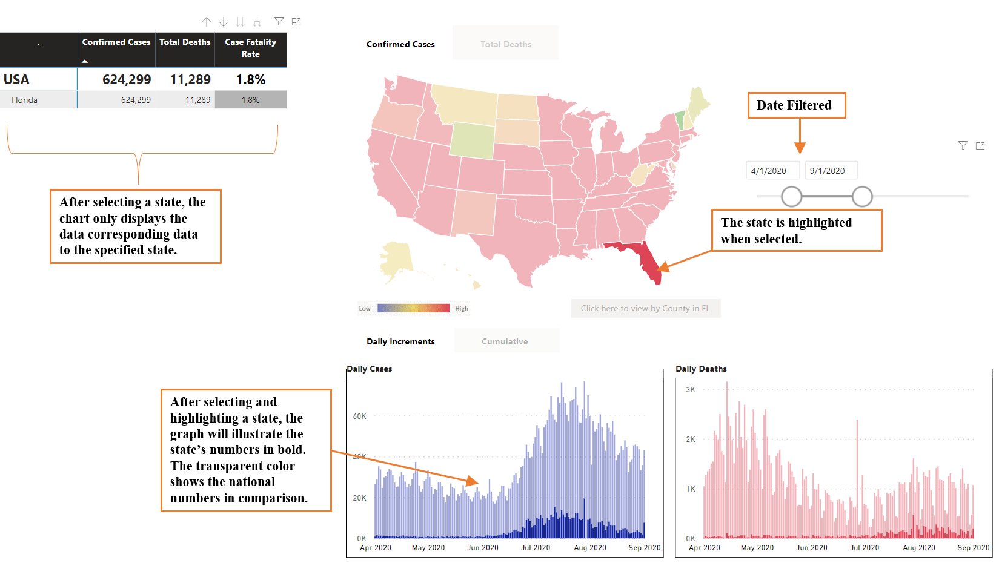 .
Confirmed Cases
Total Deaths
Case Fatality
Rate
USA
624,299
11,289
1.8%
Florida
624,299
11,289
1.8%
After selecting a state, the
chart only displays the
data corresponding data
to the specified state.
Confirmed Cases
Total Deaths
Date Filtered
4/1/2020
9/1/2020
The state is highlighted
when selected.
Low
High
Click here to view by County in FL
Daily increments
Cumulative
After selecting and
highlighting a state, the
graph will illustrate the
state’s numbers in bold.
The transparent color
shows the national
numbers in comparison.
Daily Cases
60K
40K
20K
0K
Apr 2020
May 2020
Jun 2020
Jul 2020
Aug 2020
Sep 2020
Daily Deaths
3K
2K
1K
0K
Apr 2020
May 2020
Jun 2020
Jul 2020
Aug 2020
Sep 2020